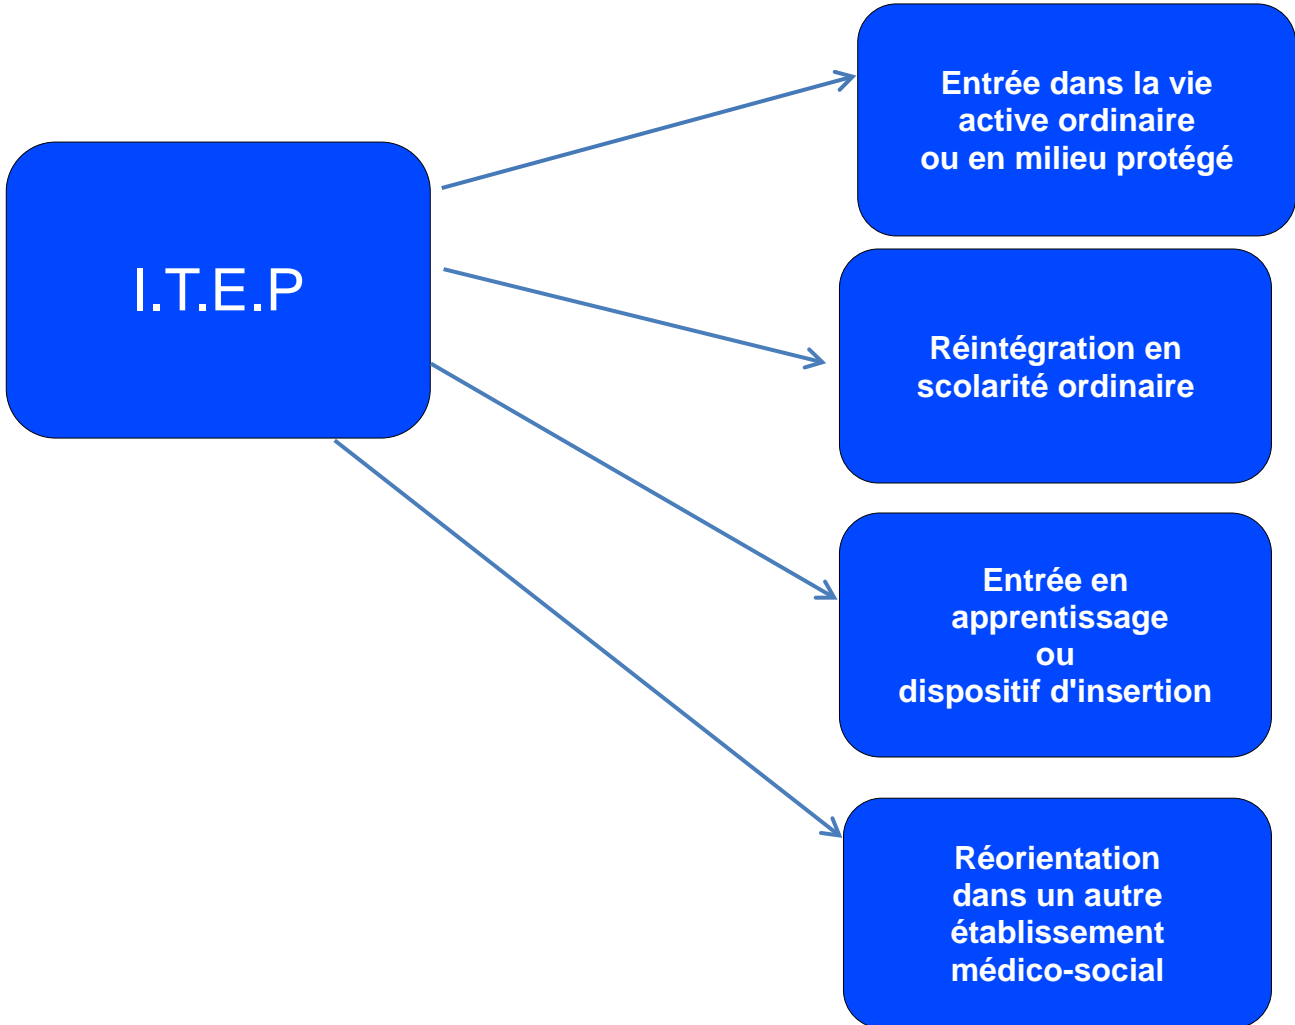 I.T.E.P
Entrée dans la vie
active ordinaire
ou en milieu protégé
Réintégration en
scolarité ordinaire
Entrée en
apprentissage
ou
dispositif d'insertion
Réorientation
dans un autre
établissement
médico-social